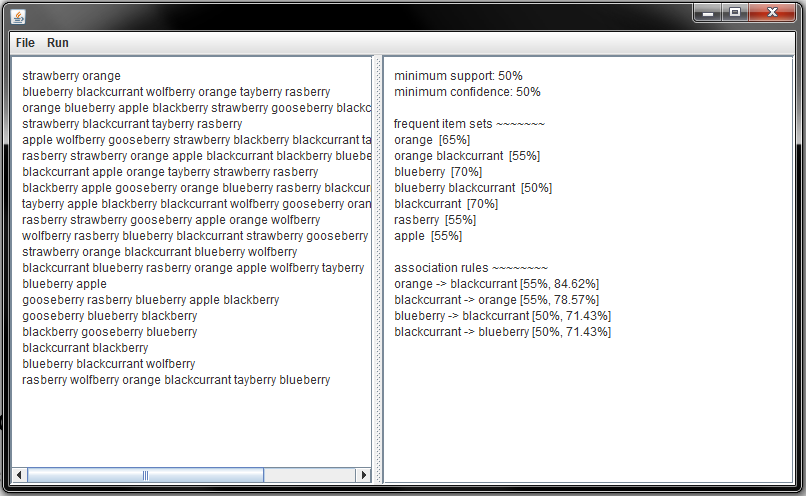 File Run
strawberry orange
blueberry blackcurrant wolfberry orange tayberry rasberry
orange blueberry apple blackberry strawberry gooseberry blackc
strawberry blackcurrant tayberry rasberry
apple wolfberry gooseberry strawberry blackberry blackcurrant ta
rasberry strawberry orange apple blackcurrant blackberry bluebe
blackcurrant apple orange tayberry strawberry rasberry
blackberry apple gooseberry orange blueberry rasberry blackcurr
tayberry apple blackberry blackcurrant wolfberry gooseberry oran
rasberry strawberry gooseberry apple orange wolfberry
wolfberry rasberry blueberry blackcurrant strawberry gooseberry
strawberry orange blackcurrant blueberry wolfberry
blackcurrant blueberry rasberry orange apple wolfberry tayberry
blueberry apple
gooseberry rasberry blueberry apple blackberry
gooseberry blueberry blackberry
blackberry gooseberry blueberry
blackcurrant blackberry
blueberry blackcurrant wolfberry
rasberry wolfberry orange blackcurrant tayberry blueberry
minimum support: 50%
minimum confidence: 50%
frequent item sets ~~~~~~~
orange [65%]
orange blackcurrant [55%]
blueberry [70%]
blueberry blackcurrant [50%]
blackcurrant [70%]
rasberry [55%]
apple [55%]
association rules ~~~~~~~~
orange -> blackcurrant [55%, 84.62%]
blackcurrant -> orange [55%, 78.57%]
blueberry -> blackcurrant [50%, 71.43%]
blackcurrant -> blueberry [50%, 71.43%]